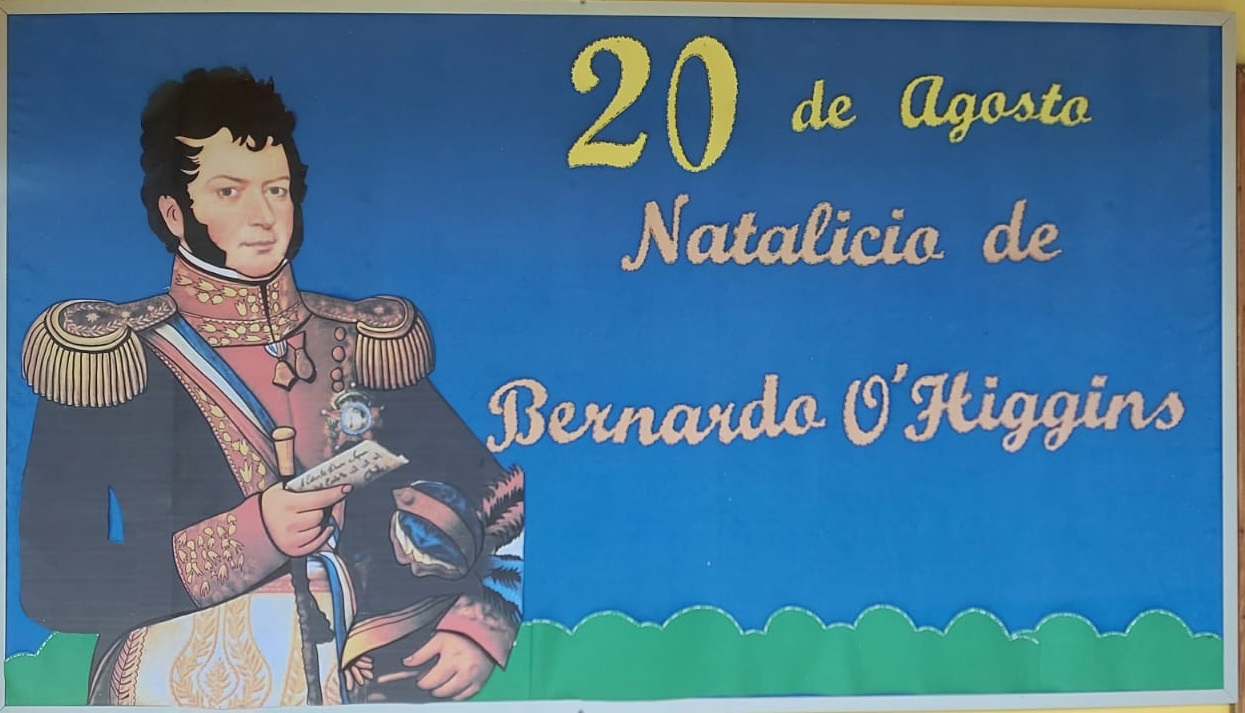 20 de Agosto
Natalicio de
Bernardo O'Higgins